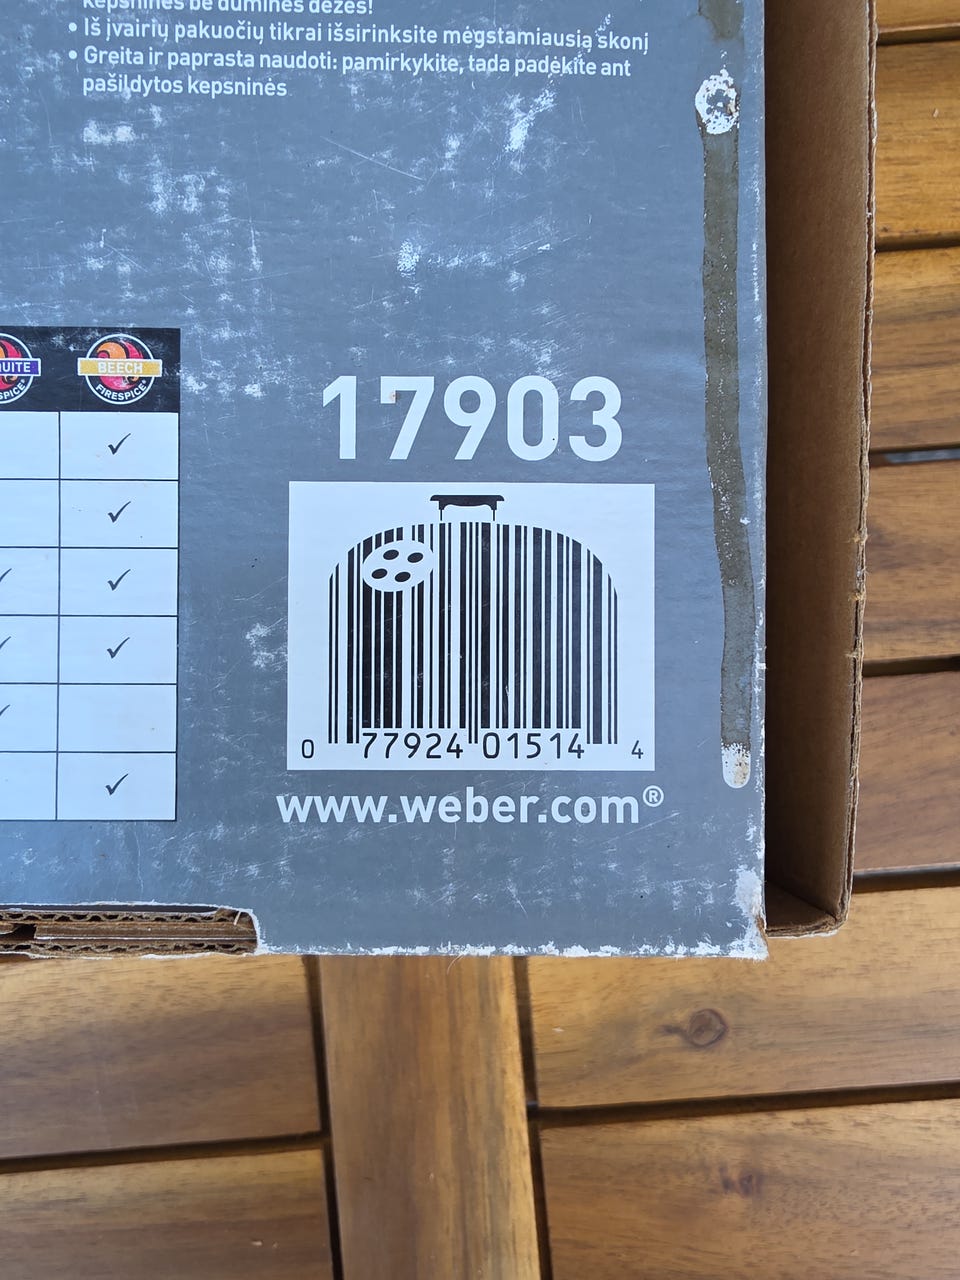 kepsninės be dūminės dėžės!
• Iš įvairių pakuočių tikrai išsirinksite mėgstamiausią skonį
• Greita ir paprasta naudoti: pamirkykite, tada padėkite ant
pašildytos kepsninės
BEECH
FIRESPICE®
17903
0 77924 01514 4
www.weber.com®